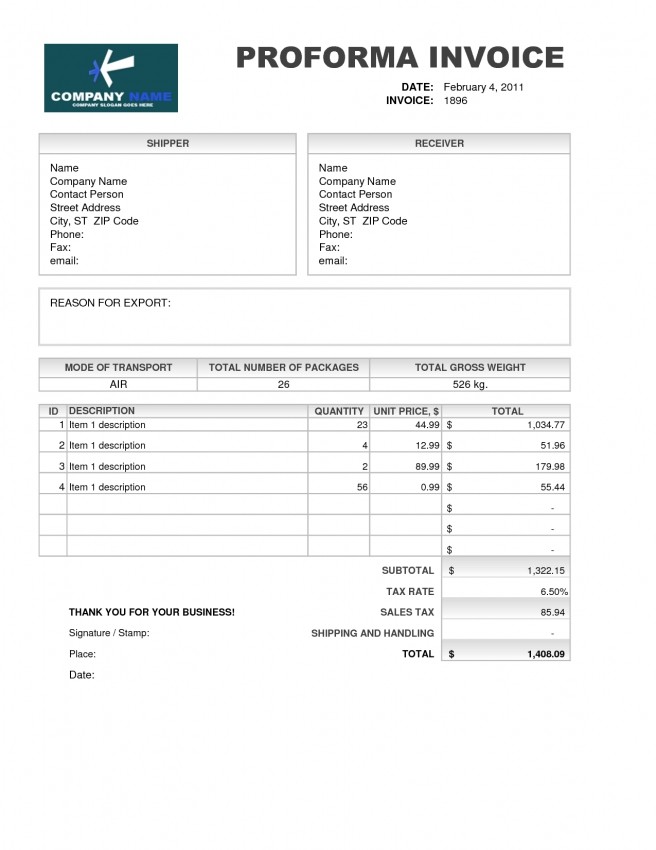 COMPANY NAME
COMPANY SLOGAN GOES HERE
PROFORMA INVOICE
DATE: February 4, 2011
INVOICE: 1896
SHIPPER
Name
Company Name
Contact Person
Street Address
City, ST  ZIP Code
Phone:
Fax:
email:
RECEIVER
Name
Company Name
Contact Person
Street Address
City, ST  ZIP Code
Phone:
Fax:
email:
REASON FOR EXPORT:
MODE OF TRANSPORT TOTAL NUMBER OF PACKAGES TOTAL GROSS WEIGHT
AIR 26 526 kg.
ID DESCRIPTION QUANTITY UNIT PRICE, $ TOTAL
1 Item 1 description 23 44.99 $ 1,034.77
2 Item 1 description 4 12.99 $ 51.96
3 Item 1 description 2 89.99 $ 179.98
4 Item 1 description 56 0.99 $ 55.44
$ -
$ -
$ -
SUBTOTAL $ 1,322.15
TAX RATE 6.50%
THANK YOU FOR YOUR BUSINESS! SALES TAX 85.94
Signature / Stamp: SHIPPING AND HANDLING -
Place: TOTAL $ 1,408.09
Date: